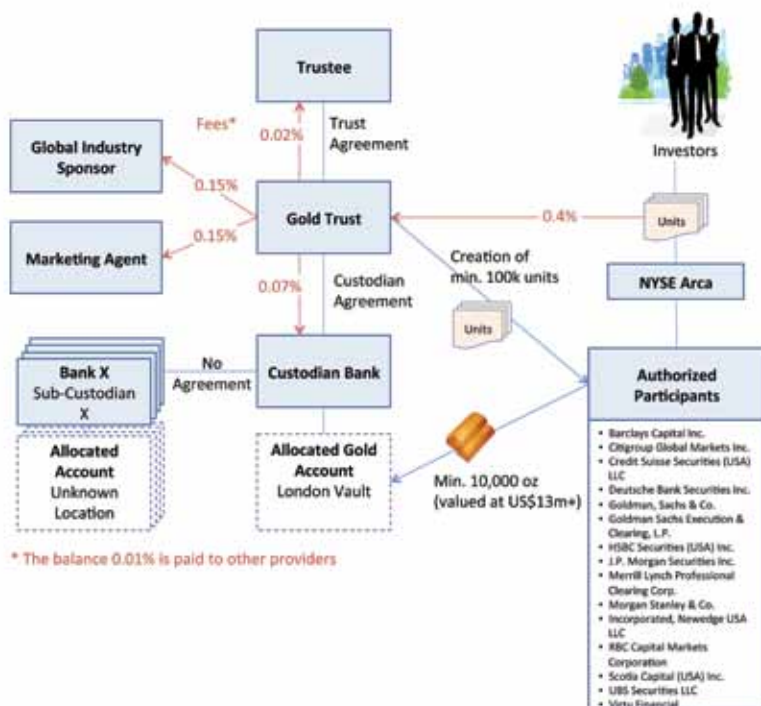 Trustee
Fees*
0.02%
Trust
Agreement
Global Industry
Sponsor
0.15%
Gold Trust
0.4%
Investors
Units
0.15%
Marketing Agent
0.07%
Custodian
Agreement
Creation of
min. 100k units
Units
NYSE Arca
Bank X
Sub-Custodian
X
No
Agreement
Custodian Bank
Authorized
Participants
Allocated
Account
Unknown
Location
Allocated Gold
Account
London Vault
Min. 10,000 oz
(valued at US$13m+)
* The balance 0.01% is paid to other providers
• Barclays Capital Inc.
• Citigroup Global Markets Inc.
• Credit Suisse Securities (USA)
LLC
• Deutsche Bank Securities Inc.
• Goldman, Sachs & Co.
• Goldman Sachs Execution &
Clearing, L.P.
• HSBC Securities (USA) Inc.
• J.P. Morgan Securities Inc.
• Merrill Lynch Professional
Clearing Corp.
• Morgan Stanley & Co.
• Incorporated, Newedge USA
LLC
• RBC Capital Markets
Corporation
• Scotia Capital (USA) Inc.
• UBS Securities LLC
• Virtu Financial